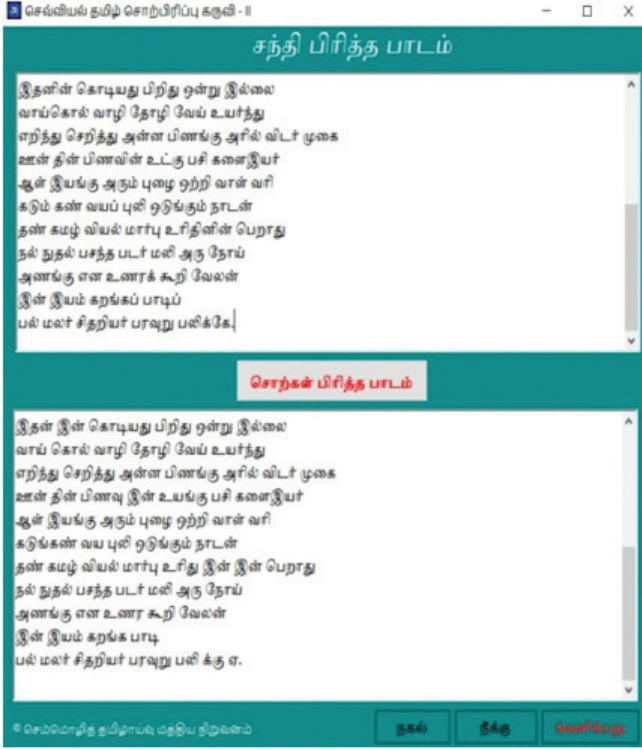 செவ்வியல் தமிழ் சொற்பிரிப்பு கருவி - II
சந்தி பிரித்த பாடம்
இதனின் கொடியது பிறிது ஒன்று இல்லை
வாய்கொல் வாழி தோழி வேய் உயர்ந்து
எறிந்து செறித்து அன்ன பிணங்கு அரில் விடர் முகை
ஊன் தின் பிணவின் உட்கு பசி களைஇயர்
ஆள் இயங்கு அரும் புழை ஒற்றி வாள் வரி
கடும் கண் வயப் புலி ஒடுங்கும் நாடன்
தண் கமழ் வியல் மார்பு உரிதினின் பெறாது
நல் நுதல் பசந்த படர் மலி அரு நோய்
அணங்கு என உணரக் கூறி வேலன்
இன் இயம் கறங்கப் பாடிப்
பல் மலர் சிதறியர் பரவுறு பலிக்கே.
சொற்கள் பிரித்த பாடம்
இதன் இன் கொடியது பிறிது ஒன்று இல்லை
வாய் கொல் வாழி தோழி வேய் உயர்ந்து
எறிந்து செறித்து அன்ன பிணங்கு அரில் விடர் முகை
ஊன் தின் பிணவு இன் உயங்கு பசி களைஇயர்
ஆள் இயங்கு அரும் புழை ஒற்றி வாள் வரி
கடுங்கண் வய புலி ஒடுங்கும் நாடன்
தண் கமழ் வியல் மார்பு உரிது இன் இன் பெறாது
நல் நுதல் பசந்த படர் மலி அரு நோய்
அணங்கு என உணர கூறி வேலன்
இன் இயம் கறங்க பாடி
பல் மலர் சிதறியர் பரவுறு பலி க்கு ஏ.
© செம்மொழித் தமிழாய்வு மத்திய நிறுவனம்
நகல் நீக்கு வெளியேறு